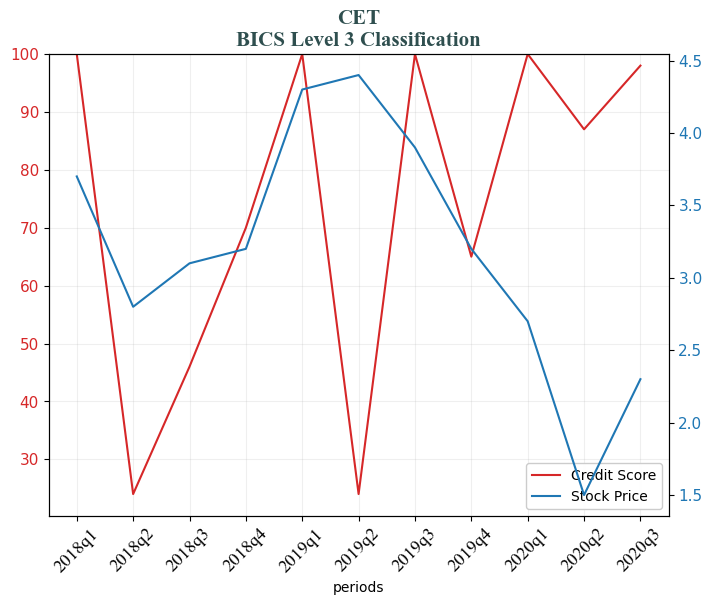 CET
BICS Level 3 Classification
100
90
80
70
60
50
40
30
4.5
4.0
3.5
3.0
2.5
2.0
1.5
Credit Score
Stock Price
2018q1
2018q2
2018q3
2018q4
2019q1
2019q2
2019q3
2019q4
2020q1
2020q2
2020q3
periods